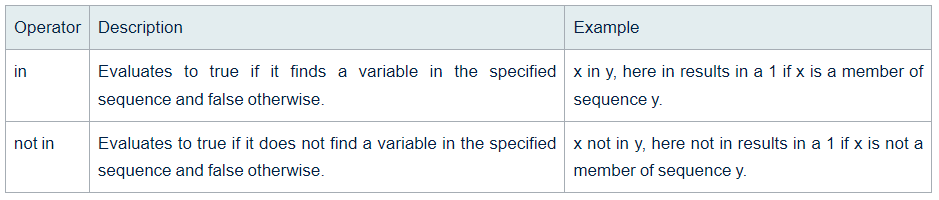 Operator Description Example
in Evaluates to true if it finds a variable in the specified x in y, here in results in a 1 if x is a member of
sequence and false otherwise. sequence y.
not in Evaluates to true if it does not find a variable in the specified x not in y, here not in results in a 1 if x is not a
sequence and false otherwise. member of sequence y.